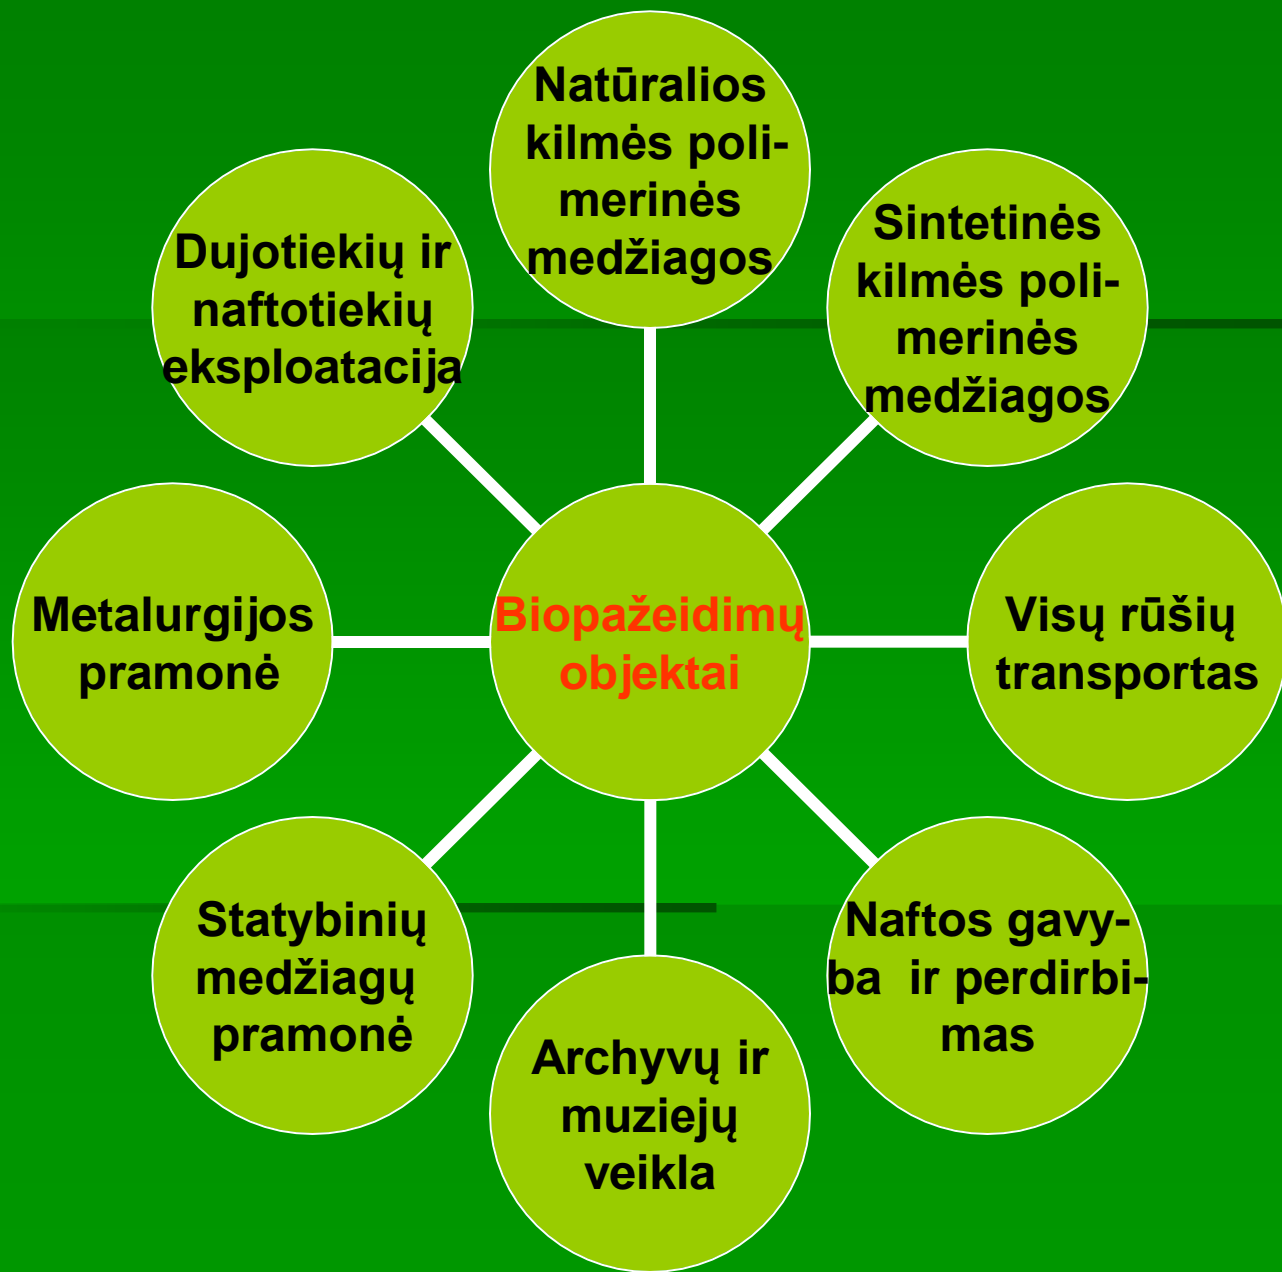 Natūralios
kilmės poli-
merinės
medžiagos
Sintetinės
kilmės poli-
merinės
medžiagos
Visų rūšių
transportas
Naftos gavy-
ba ir perdirbi-
mas
Archyvų ir
muziejų
veikla
Statybinių
medžiagų
pramonė
Metalurgijos
pramonė
Dujotiekių ir
naftotiekių
eksploatacija
Biopažeidimų
objektai